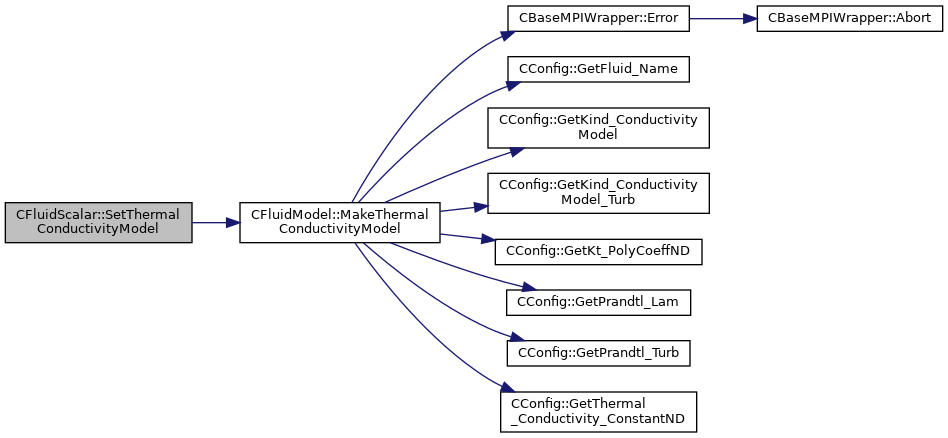 CFluidScalar::SetThermal
ConductivityModel
CFluidModel::MakeThermal
ConductivityModel
CBaseMPIWrapper::Error
CBaseMPIWrapper::Abort
CConfig::GetFluid_Name
CConfig::GetKind_Conductivity
Model
CConfig::GetKind_Conductivity
Model_Turb
CConfig::GetKt_PolyCoeffND
CConfig::GetPrandtl_Lam
CConfig::GetPrandtl_Turb
CConfig::GetThermal
_Conductivity_ConstantND